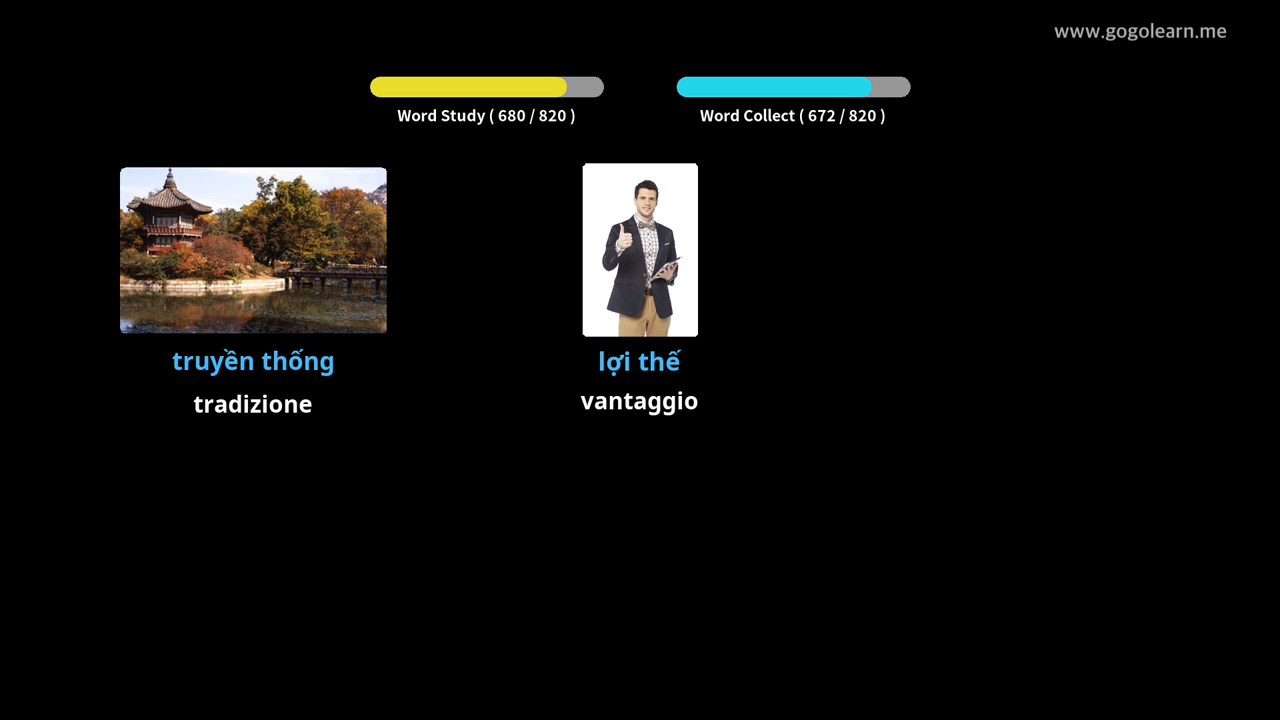 www.gogolearn.me
Word Study ( 680 / 820 )
Word Collect ( 672 / 820 )
truyền thống
tradizione
lợi thế
vantaggio